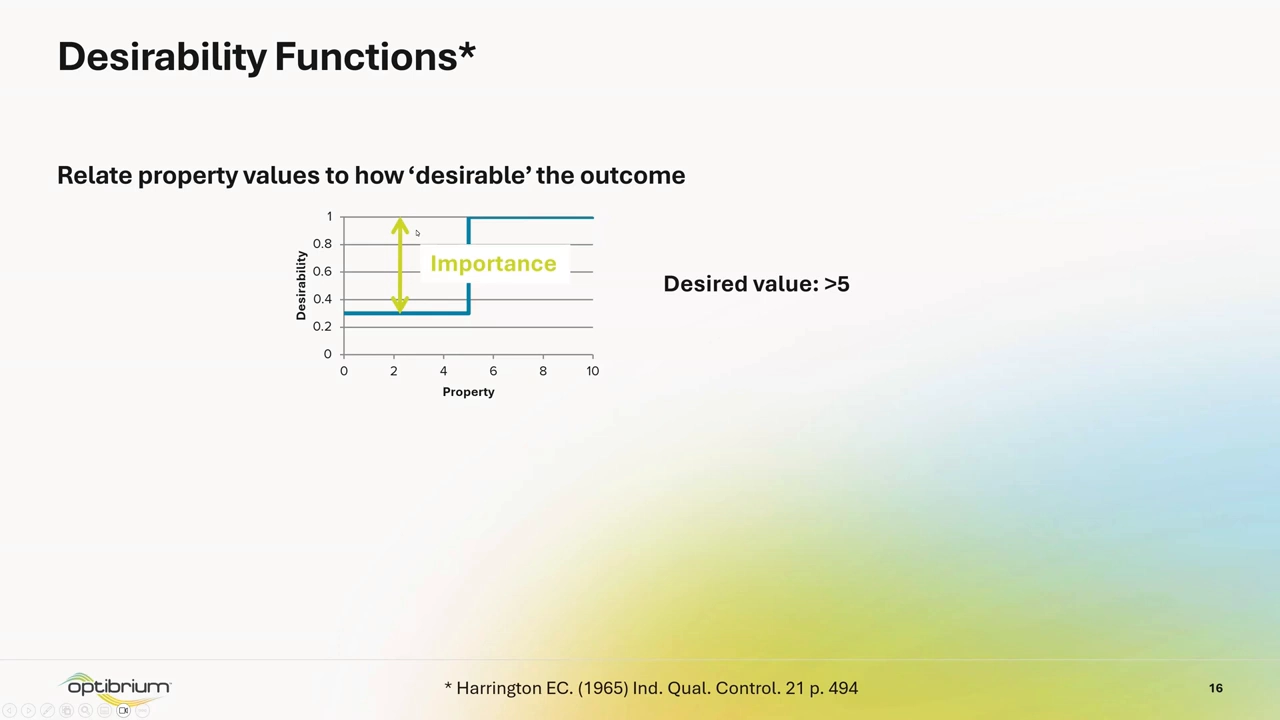 Desirability Functions*
Relate property values to how ‘desirable’ the outcome
1
0.8
0.6
0.4
0.2
0
Desirability
Importance
0 2 4 6 8 10
Property
Desired value: >5
optibrium
* Harrington EC. (1965) Ind. Qual. Control. 21 p. 494
16